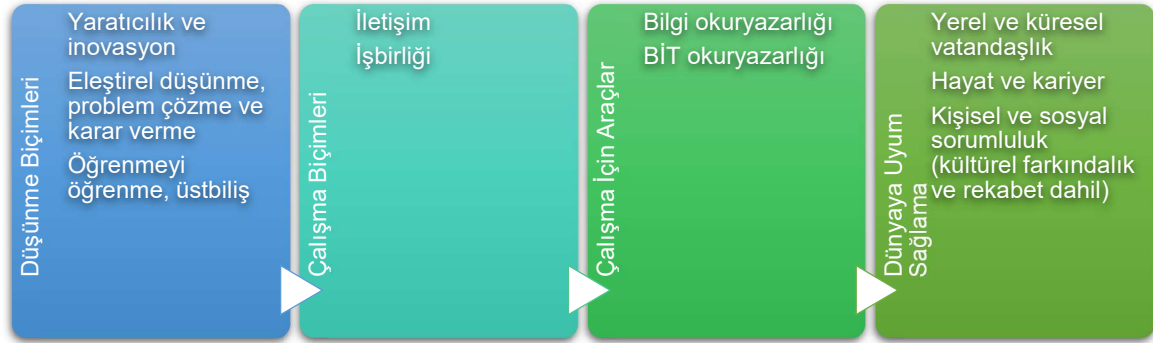 Düşünme Biçimleri
Yaratıcılık ve
inovasyon
Eleştirel düşünme,
problem çözme ve
karar verme
Öğrenmeyi
öğrenme, üstbiliş
Çalışma Biçimleri
İletişim
İşbirliği
Çalışma İçin Araçlar
Bilgi okuryazarlığı
BİT okuryazarlığı
Dünyaya Uyum
Sağlama
Yerel ve küresel
vatandaşlık
Hayat ve kariyer
Kişisel ve sosyal
sorumluluk
(kültürel farkındalık
ve rekabet dahil)